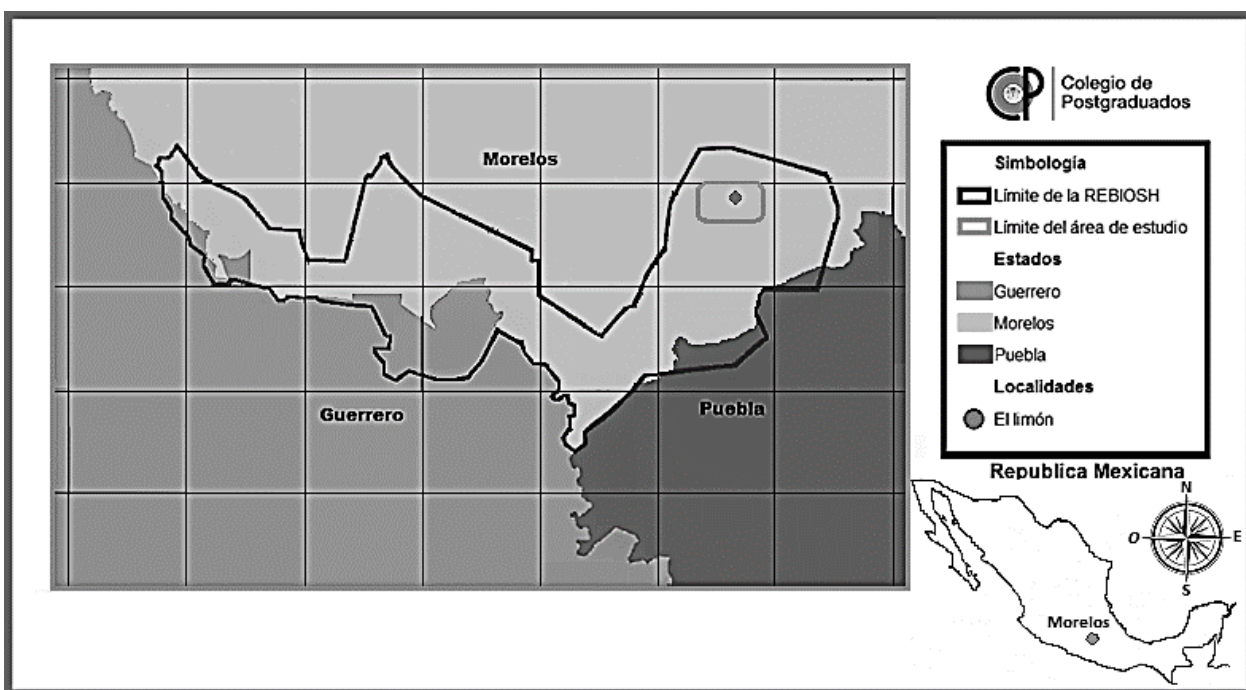 Morelos
Guerrero
Puebla
CP
Colegio de
Postgraduados
Simbología
Límite de la REBIOSH
Límite del área de estudio
Estados
Guerrero
Morelos
Puebla
Localidades
El limón
Republica Mexicana
N
O
E
S
Morelos